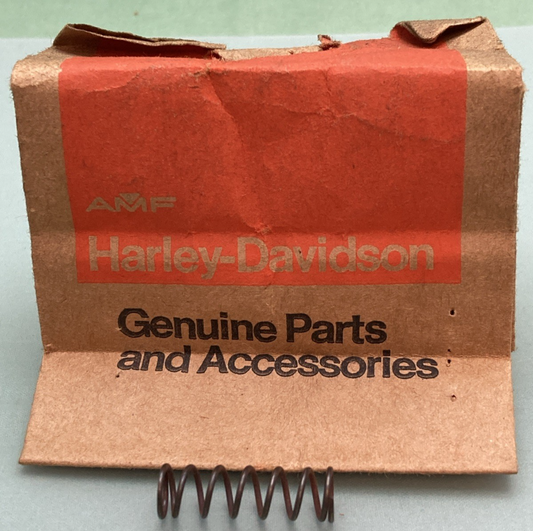 AMF
Harley-Davidson
Genuine Parts
and Accessories